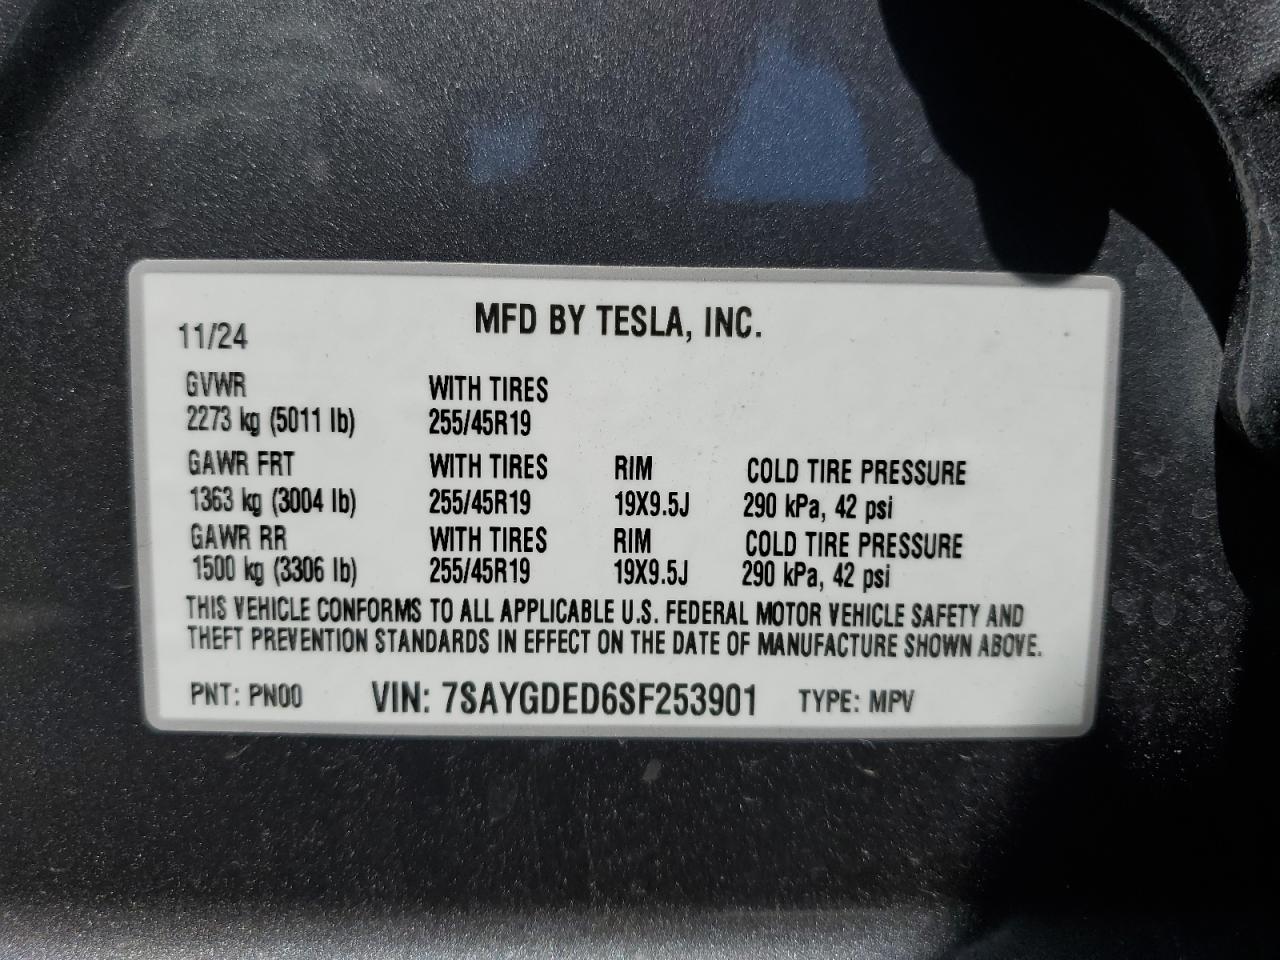 MFD BY TESLA, INC.
11/24
GVWR WITH TIRES
2273 kg (5011 lb) 255/45R19
GAWR FRT WITH TIRES RIM COLD TIRE PRESSURE
1363 kg (3004 lb) 255/45R19 19X9.5J 290 kPa, 42 psi
GAWR RR WITH TIRES RIM COLD TIRE PRESSURE
1500 kg (3306 lb) 255/45R19 19X9.5J 290 kPa, 42 psi
THIS VEHICLE CONFORMS TO ALL APPLICABLE U.S. FEDERAL MOTOR VEHICLE SAFETY AND
THEFT PREVENTION STANDARDS IN EFFECT ON THE DATE OF MANUFACTURE SHOWN ABOVE.
PNT: PN00 VIN: 7SAYGDED6SF253901 TYPE: MPV